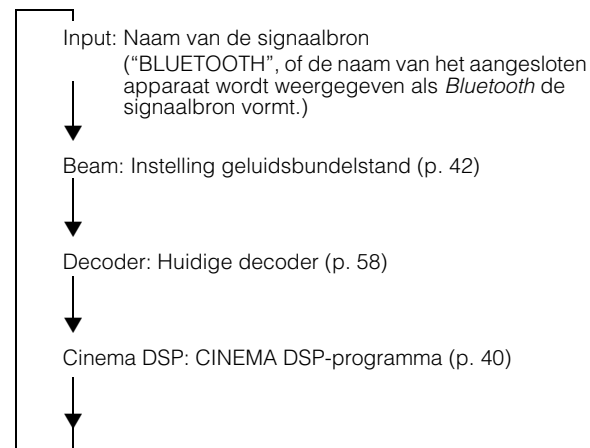 Input: Naam van de signaalbron
(“BLUETOOTH”, of de naam van het aangesloten
apparaat wordt weergegeven als Bluetooth de
signaalbron vormt.)
Beam: Instelling geluidsbundelstand (p. 42)
Decoder: Huidige decoder (p. 58)
Cinema DSP: CINEMA DSP-programma (p. 40)